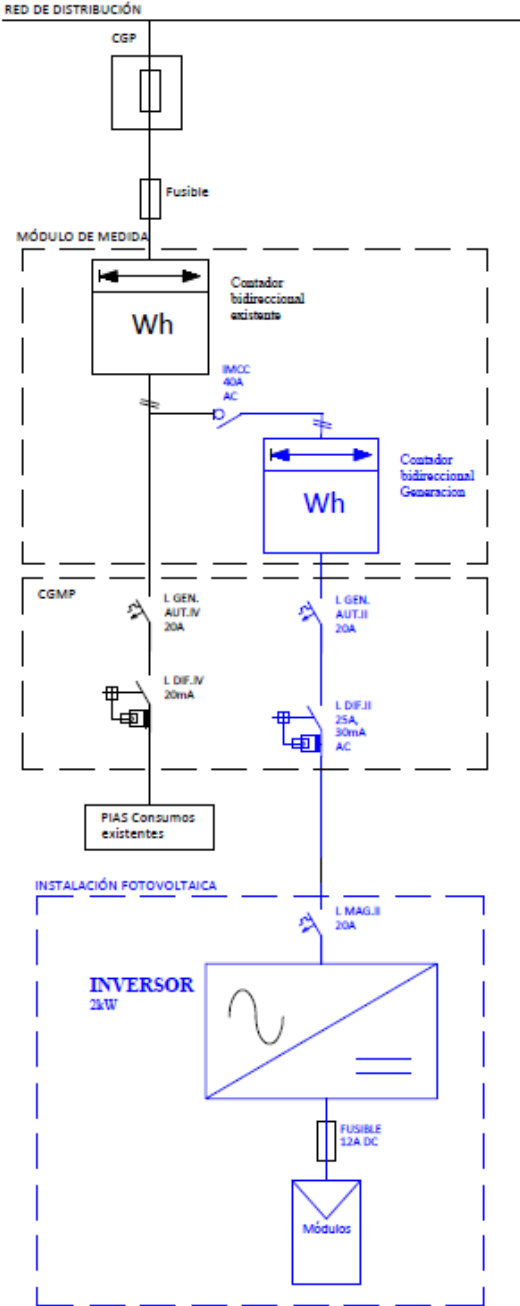 RED DE DISTRIBUCIÓN
CGP
Fusible
MÓDULO DE MEDIDA
Contador
bidireccional
existente
Wh
IMCC
40A
AC
Contador
bidireccional
Generacion
Wh
CGMP
I. GEN.
AUT.IV
20A
I. GEN.
AUT.II
20A
I. DIF.IV
20mA
I. DIF.II
25A,
30mA
AC
PIAS Consumos
existentes
INSTALACIÓN FOTOVOLTAICA
I. MAG.II
20A
INVERSOR
2kW
FUSIBLE
12A DC
Módulos